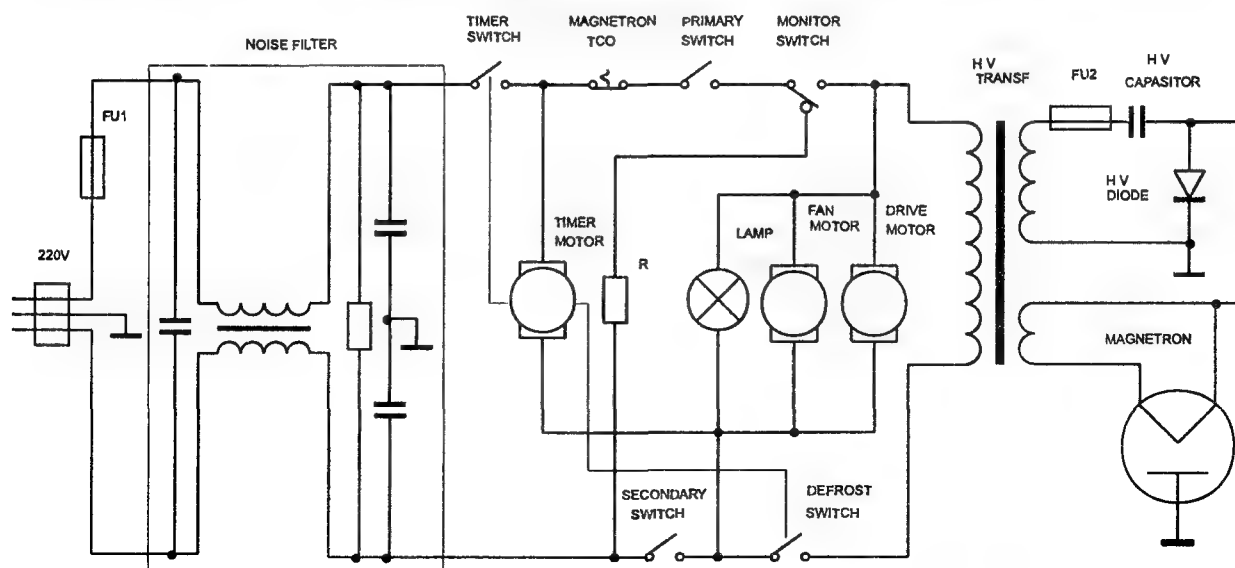 TIMER
SWITCH
MAGNETRON
TCO
PRIMARY
SWITCH
MONITOR
SWITCH
NOISE FILTER
H V
TRANSF
FU2
H V
CAPASITOR
FU1
H V
DIODE
TIMER
MOTOR
R
LAMP
FAN
MOTOR
DRIVE
MOTOR
220V
MAGNETRON
SECONDARY
SWITCH
DEFROST
SWITCH